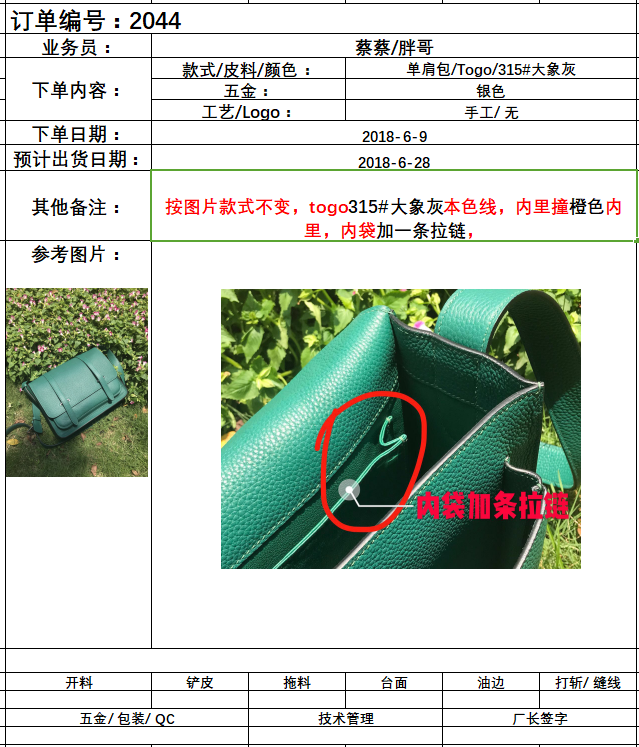 订单编号：2044
业务员： 蔡蔡/胖哥
下单内容： 款式/皮料/颜色： 单肩包/Togo/315#大象灰
五金： 银色
工艺/Logo： 手工/ 无
下单日期： 2018-6-9
预计出货日期： 2018-6-28
其他备注： 按图片款式不变，togo315#大象灰本色线，内里撞橙色内
里，内袋加一条拉链，
参考图片：
内袋加条拉链
开料 铲皮 拖料 台面 油边 打斩/ 缝线
五金/ 包装/ QC 技术管理 厂长签字